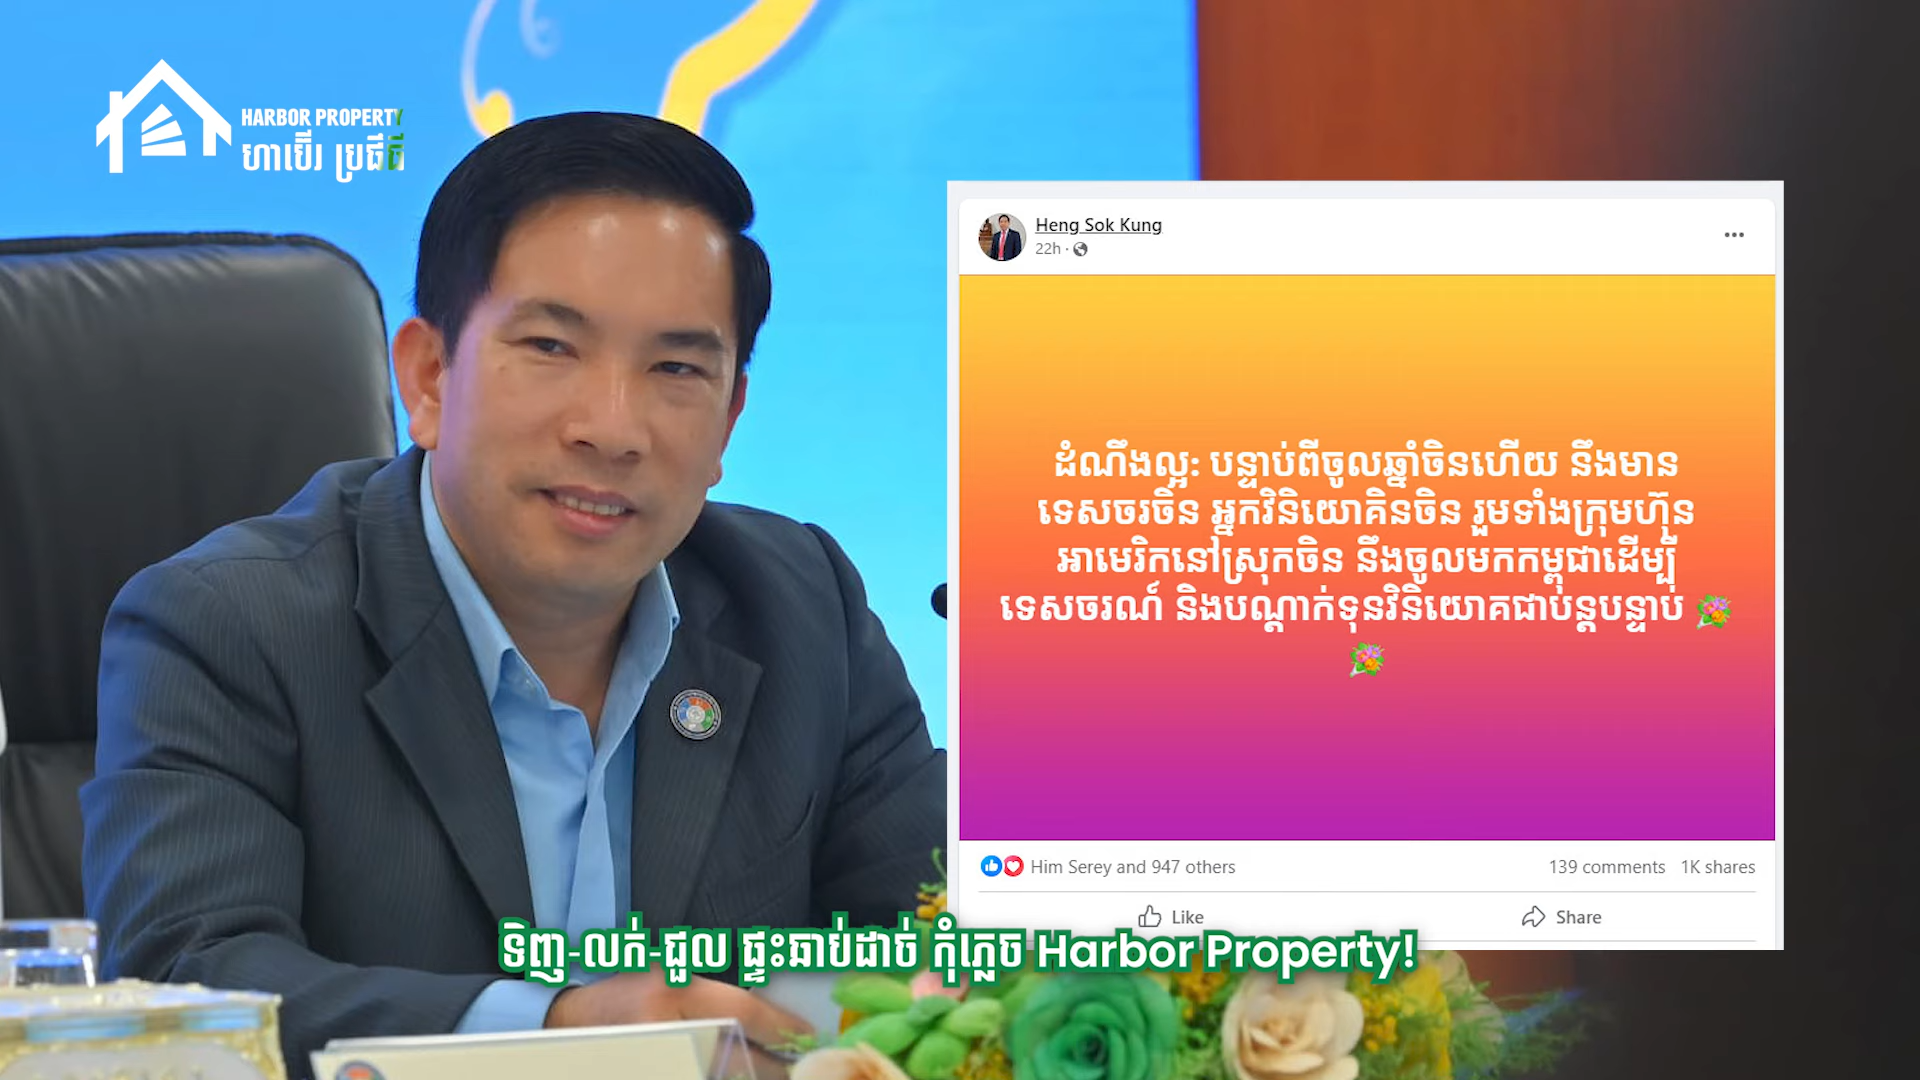 HARBOR PROPERTY
ហាប៊ើរ ប្រផឹធី
Heng Sok Kung
22h
ដំណឹងល្អ: បន្ទាប់ពីចូលឆ្នាំចិនហើយ នឹងមាន
ទេសចរចិន អ្នកវិនិយោគិនចិន រួមទាំងក្រុមហ៊ុន
អាមេរិកនៅស្រុកចិន នឹងចូលមកកម្ពុជាដើម្បី
ទេសចរណ៍ និងបណ្តាក់ទុនវិនិយោគជាបន្តបន្ទាប់ 💐
💐
Him Serey and 947 others
139 comments 1K shares
Like
Share
ទិញ-លក់-ជួល ផ្ទះឆាប់ដាច់ កុំភ្លេច Harbor Property!